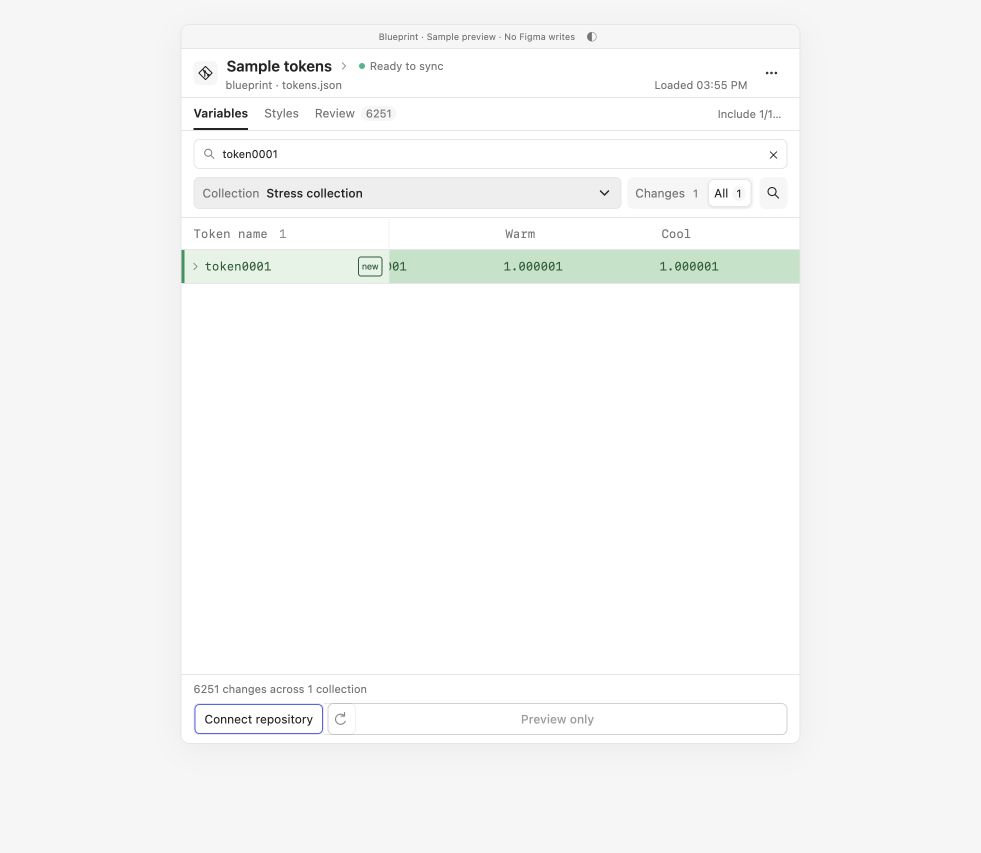 Blueprint · Sample preview · No Figma writes
Sample tokens
Ready to sync
blueprint · tokens.json
Loaded 03:55 PM
Variables Styles Review 6251
Include 1/1...
token0001
Collection Stress collection
Changes 1 All 1
Token name 1 Warm Cool
token0001 new 01 1.000001 1.000001
6251 changes across 1 collection
Connect repository
Preview only